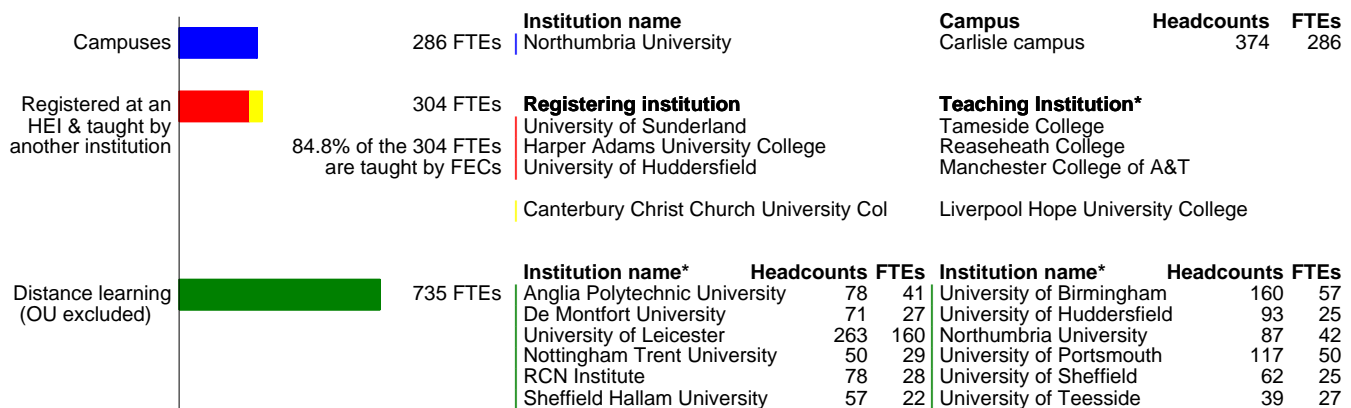 Institution name Campus Headcounts FTEs
Campuses 286 FTEs Northumbria University Carlisle campus 374 286
Registered at an 304 FTEs Registering institution Teaching Institution*
HEI & taught by University of Sunderland Tameside College
another institution 84.8% of the 304 FTEs Harper Adams University College Reaseheath College
are taught by FECs University of Huddersfield Manchester College of A&T
Canterbury Christ Church University Col Liverpool Hope University College
Institution name* Headcounts FTEs Institution name* Headcounts FTEs
Distance learning 735 FTEs Anglia Polytechnic University 78 41 University of Birmingham 160 57
(OU excluded) De Montfort University 71 27 University of Huddersfield 93 25
University of Leicester 263 160 Northumbria University 87 42
Nottingham Trent University 50 29 University of Portsmouth 117 50
RCN Institute 78 28 University of Sheffield 62 25
Sheffield Hallam University 57 22 University of Teesside 39 27